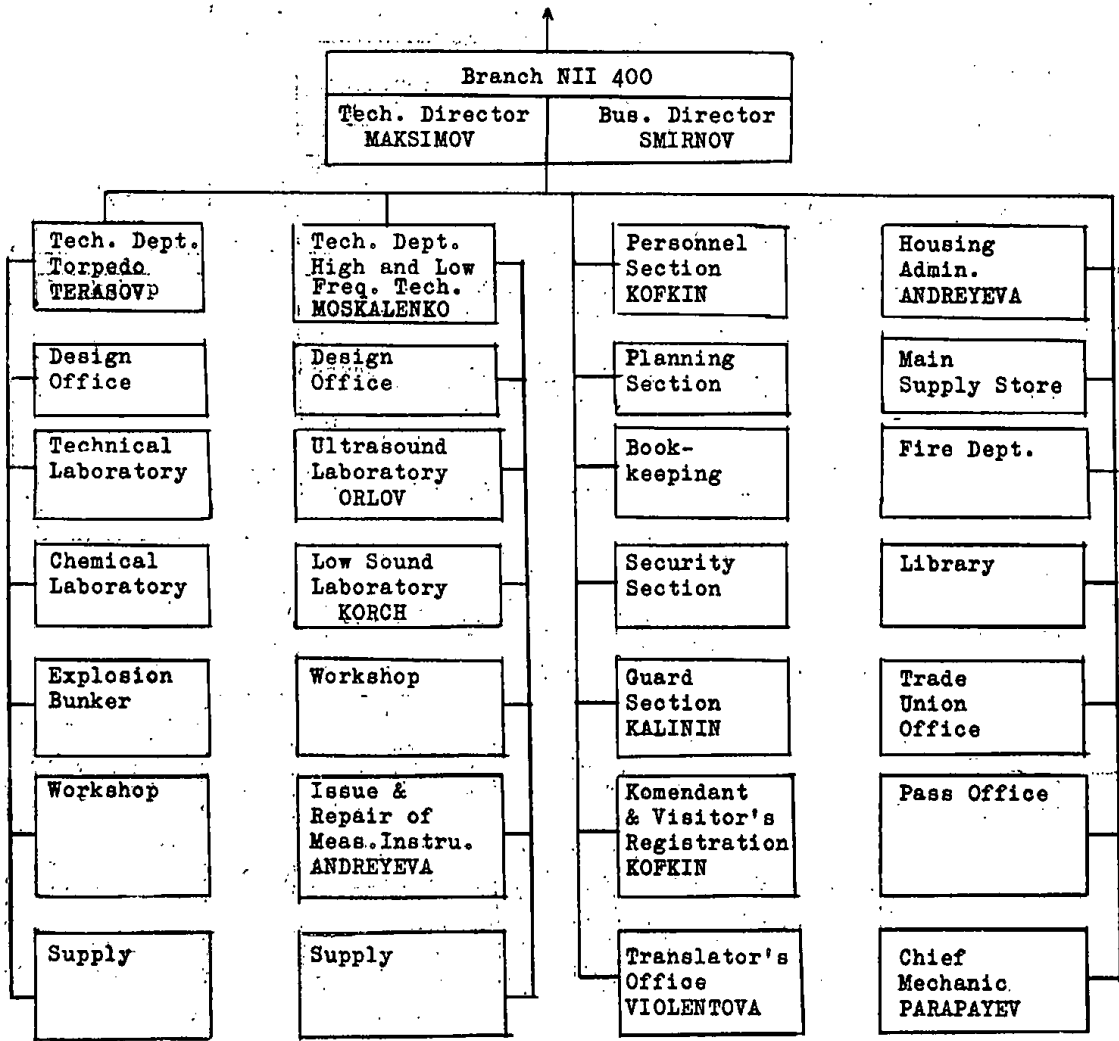 Branch NII 400
Tech. Director
MAKSIMOV
Bus. Director
SMIRNOV
Tech. Dept.
Torpedo
Design
Office
Technical
Laboratory
Chemical
Laboratory
Explosion
Bunker
Workshop
Supply
Tech. Dept.
High and Low
Freq. Tech.
MOSKALENKO
Design
Office
Ultrasound
Laboratory
ORLOV
Low Sound
Laboratory
KORCH
Workshop
Issue &
Repair of
Meas.Instru.
ANDREYEVA
Supply
Personnel
Section
KOFKIN
Planning
Section
Book-
keeping
Security
Section
Guard
Section
KALININ
Komendant
& Visitor's
Registration
KOFKIN
Translator's
Office
VIOLENTOVA
Housing
Admin.
ANDREYEVA
Main
Supply Store
Fire Dept.
Library
Trade
Union
Office
Pass Office
Chief
Mechanic
PARAPAYEV